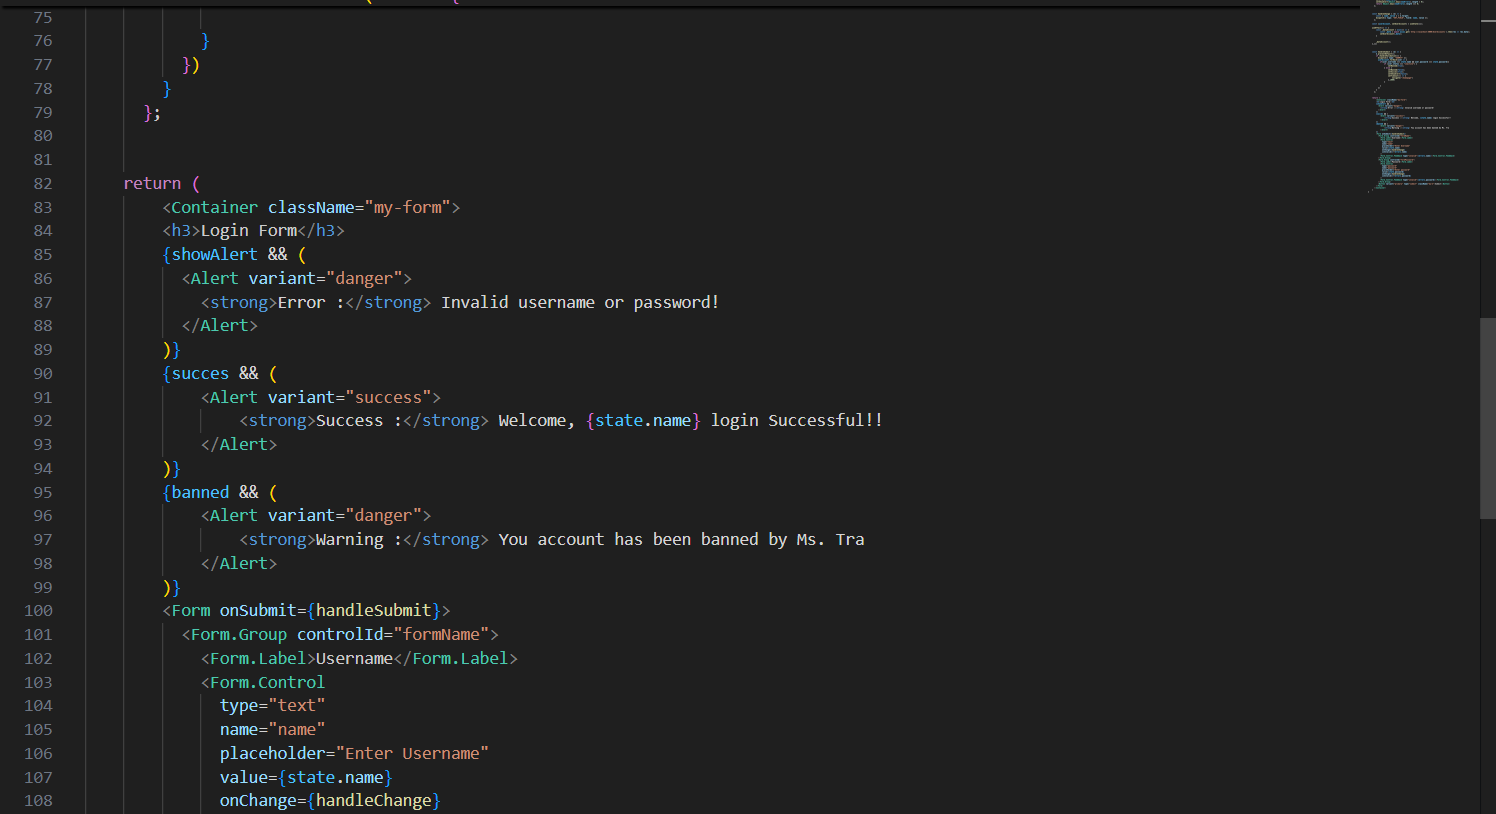 75
76 }
77 })
78 }
79 };
80
81
82 return (
83 <Container className="my-form">
84 <h3>Login Form</h3>
85 {showAlert && (
86 <Alert variant="danger">
87 <strong>Error :</strong> Invalid username or password!
88 </Alert>
89 )}
90 {succes && (
91 <Alert variant="success">
92 <strong>Success :</strong> Welcome, {state.name} login Successful!!
93 </Alert>
94 )}
95 {banned && (
96 <Alert variant="danger">
97 <strong>Warning :</strong> You account has been banned by Ms. Tra
98 </Alert>
99 )}
100 <Form onSubmit={handleSubmit}>
101 <Form.Group controlId="formName">
102 <Form.Label>Username</Form.Label>
103 <Form.Control
104 type="text"
105 name="name"
106 placeholder="Enter Username"
107 value={state.name}
108 onChange={handleChange}